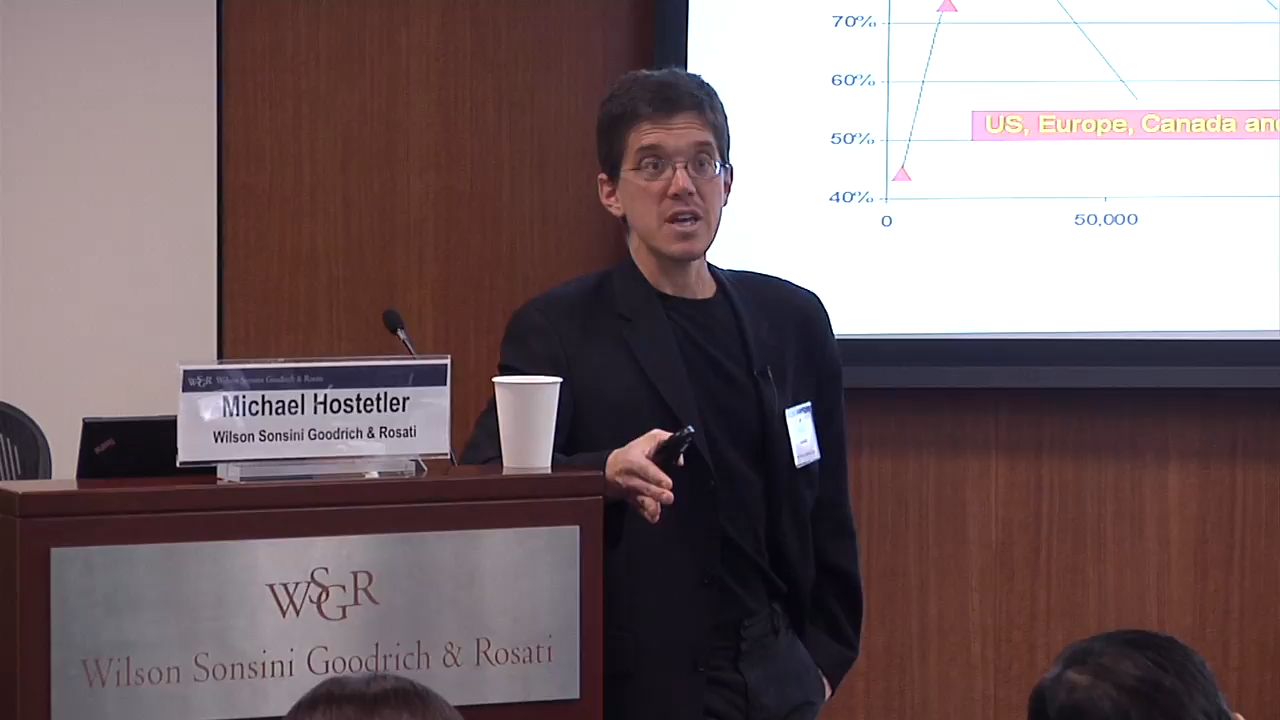 70%
60%
US, Europe, Canada and
50%
40%
0
50,000
WSGR Wilson Sonsini Goodrich & Rosati
Michael Hostetler
Wilson Sonsini Goodrich & Rosati
WSGR
Wilson Sonsini Goodrich & Rosati